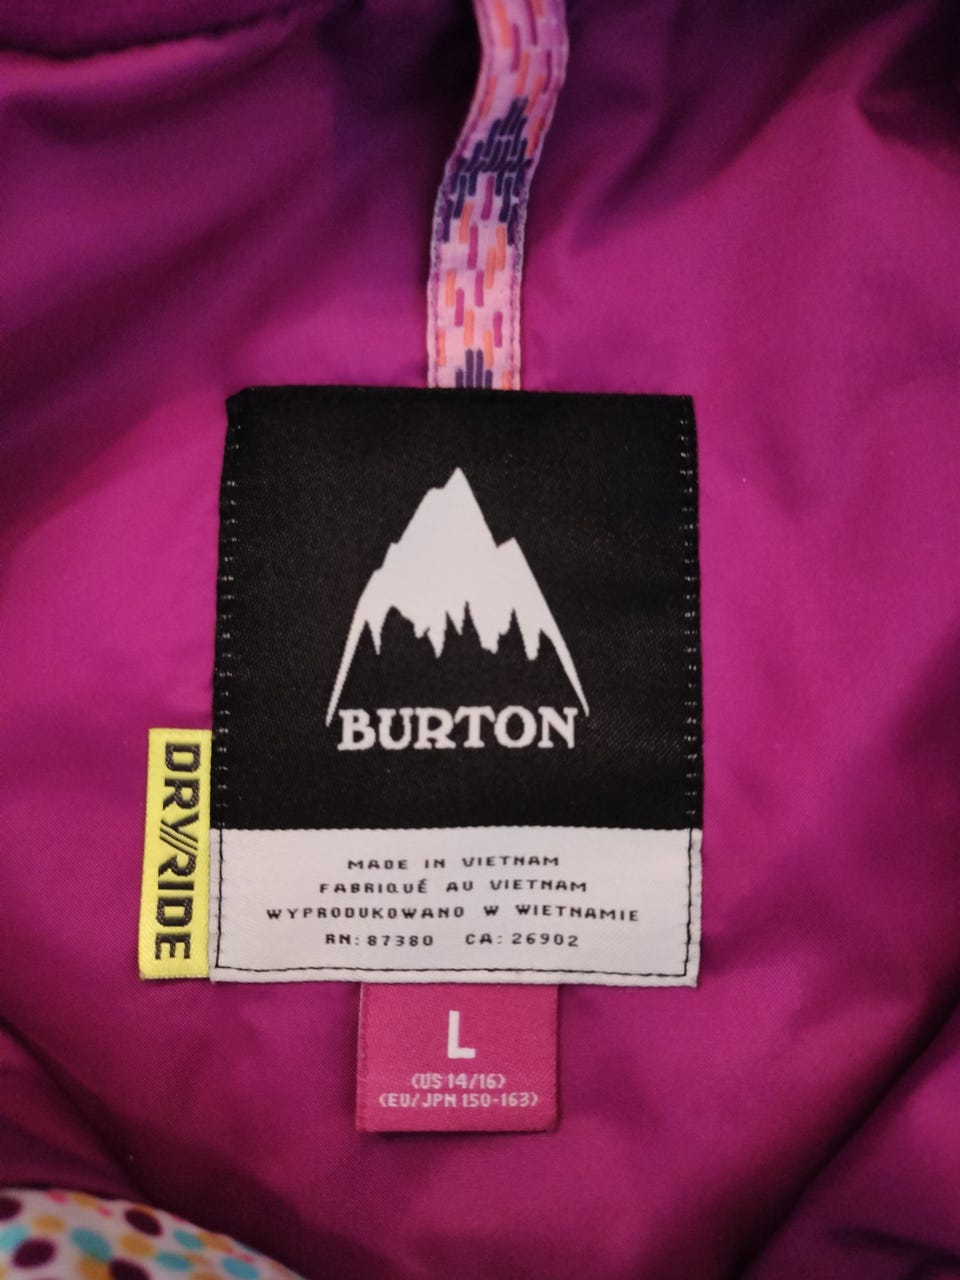 BURTON
DRY//RIDE
MADE IN VIETNAM
FABRIQUÉ AU VIETNAM
WYPRODUKOWANO W WIETNAMIE
RN: 87380 CA: 26902
L
(US 14/16)
(EU/JPN 150-163)